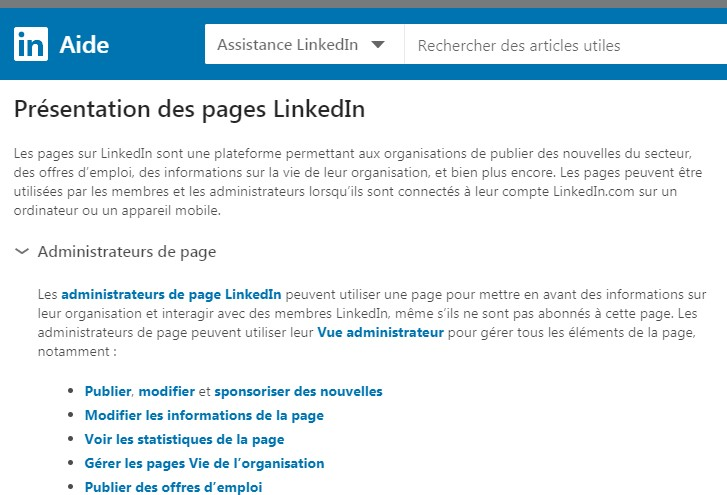 in Aide
Assistance LinkedIn
Rechercher des articles utiles
Présentation des pages LinkedIn
Les pages sur LinkedIn sont une plateforme permettant aux organisations de publier des nouvelles du secteur,
des offres d’emploi, des informations sur la vie de leur organisation, et bien plus encore. Les pages peuvent être
utilisées par les membres et les administrateurs lorsqu’ils sont connectés à leur compte LinkedIn.com sur un
ordinateur ou un appareil mobile.
Administrateurs de page
Les administrateurs de page LinkedIn peuvent utiliser une page pour mettre en avant des informations sur
leur organisation et interagir avec des membres LinkedIn, même s’ils ne sont pas abonnés à cette page. Les
administrateurs de page peuvent utiliser leur Vue administrateur pour gérer tous les éléments de la page,
notamment :
• Publier, modifier et sponsoriser des nouvelles
• Modifier les informations de la page
• Voir les statistiques de la page
• Gérer les pages Vie de l’organisation
• Publier des offres d’emploi